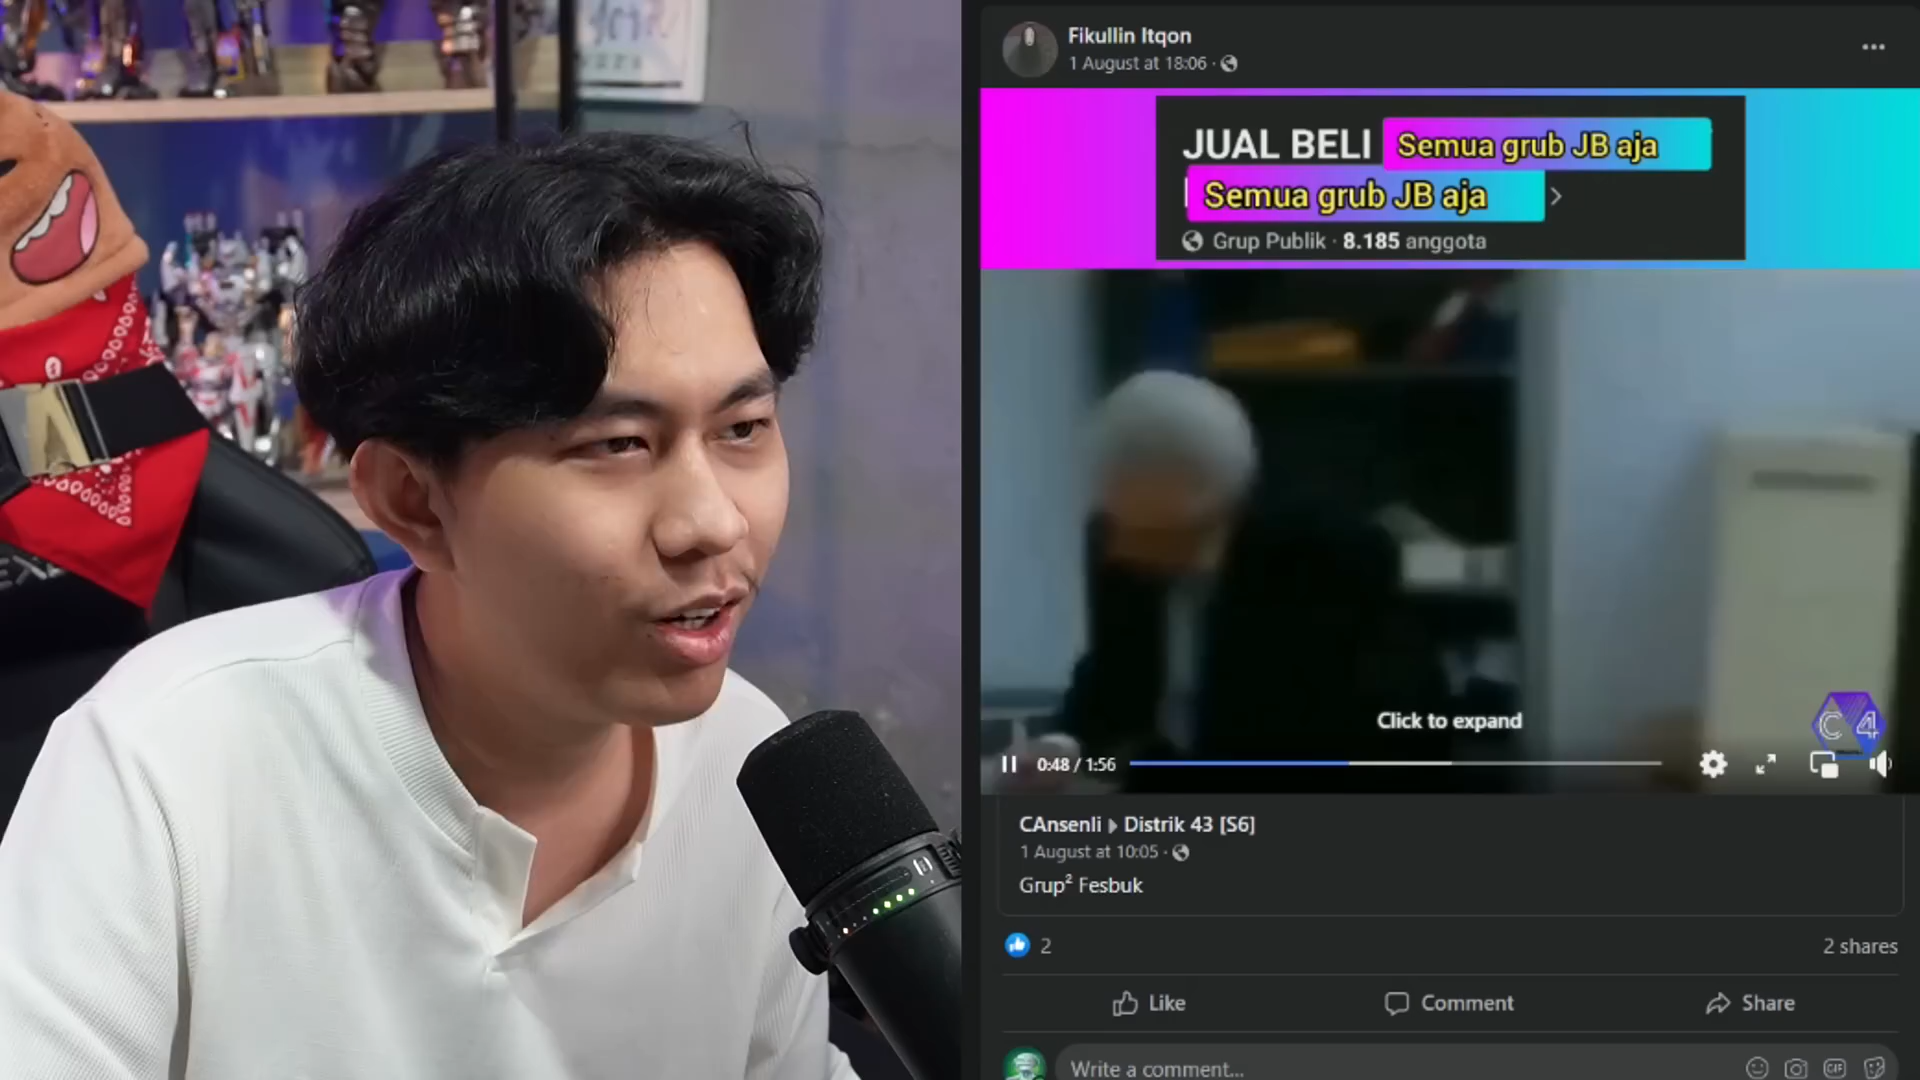 Fikullin Itqon
1 August at 18:06
JUAL BELI Semua grub JB aja
Semua grub JB aja
Grup Publik · 8.185 anggota
Click to expand
C 4
0:48 / 1:56
CAnsenli Distrik 43 [S6]
1 August at 10:05
Grup² Fesbuk
2
2 shares
Like Comment Share
Write a comment...
GIF